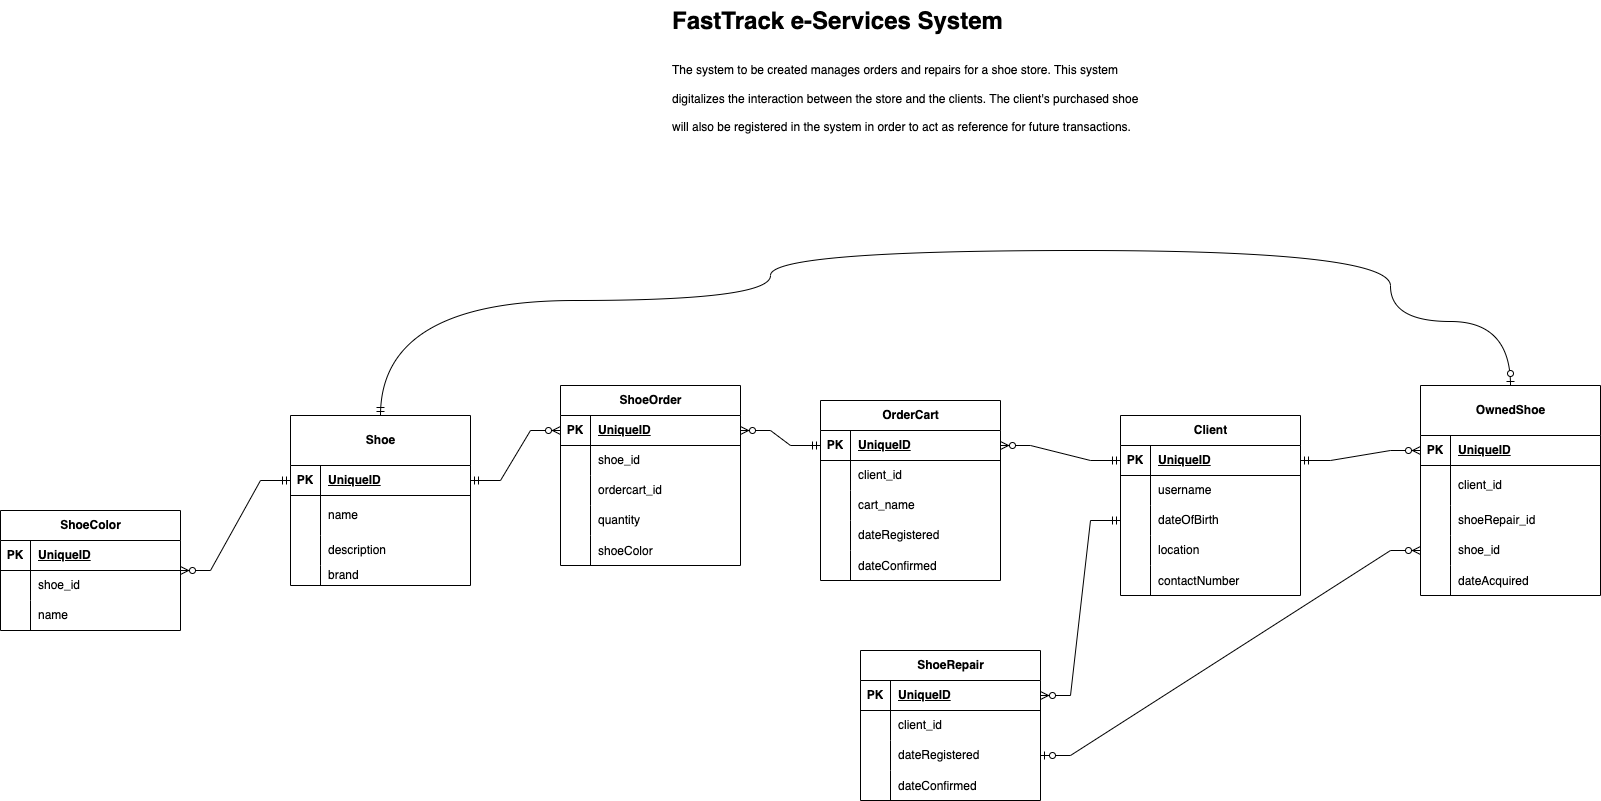 FastTrack e-Services System
The system to be created manages orders and repairs for a shoe store. This system
digitalizes the interaction between the store and the clients. The client's purchased shoe
will also be registered in the system in order to act as reference for future transactions.
ShoeColor
PK UniqueID
shoe_id
name
Shoe
PK UniqueID
name
description
brand
ShoeOrder
PK UniqueID
shoe_id
ordercart_id
quantity
shoeColor
OrderCart
PK UniqueID
client_id
cart_name
dateRegistered
dateConfirmed
Client
PK UniqueID
username
dateOfBirth
location
contactNumber
OwnedShoe
PK UniqueID
client_id
shoeRepair_id
shoe_id
dateAcquired
ShoeRepair
PK UniqueID
client_id
dateRegistered
dateConfirmed